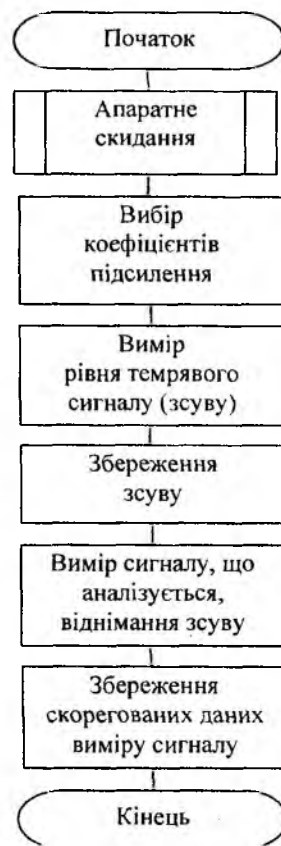 Початок
Апаратне
скидання
Вибір
коефіцієнтів
підсилення
Вимір
рівня темрявого
сигналу (зсуву)
Збереження
зсуву
Вимір сигналу, що
аналізується,
віднімання зсуву
Збереження
скорегованих даних
виміру сигналу
Кінець